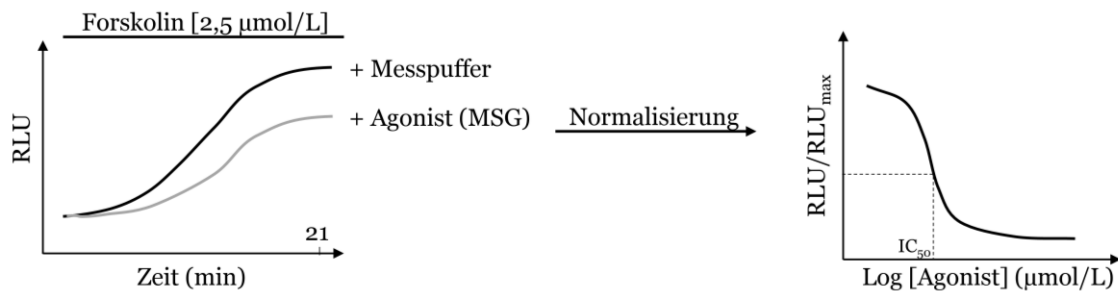 Forskolin [2,5 µmol/L]
RLU
+ Messpuffer
+ Agonist (MSG)
21
Zeit (min)
Normalisierung
RLU/RLUmax
IC50
Log [Agonist] (µmol/L)